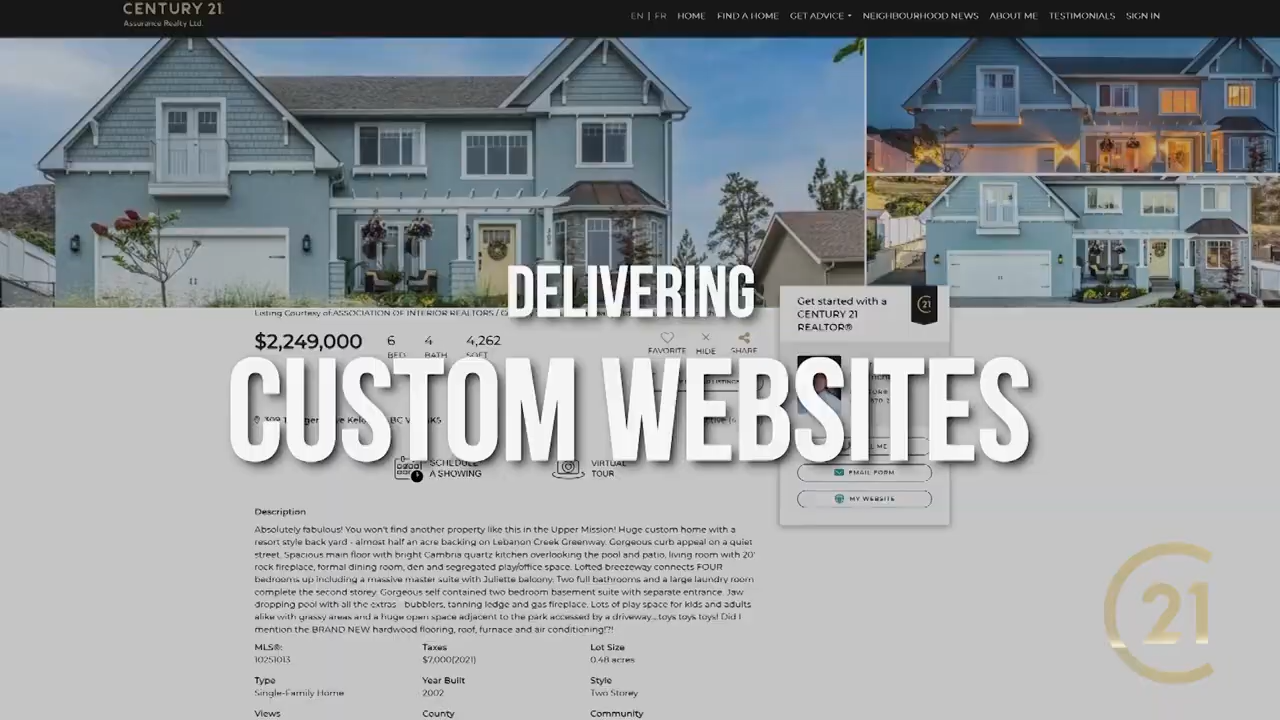 CENTURY 21
Assurance Realty Ltd.
EN | FR HOME FIND A HOME GET ADVICE NEIGHBOURHOOD NEWS ABOUT ME TESTIMONIALS SIGN IN
DELIVERING
CUSTOM WEBSITES
Listing Courtesy of: ASSOCIATION OF INTERIOR REALTORS /
$2,249,000
6
BED
4
BATH
4,262
SQFT
FAVORITE HIDE SHARE
SCHEDULE
A SHOWING
VIRTUAL
TOUR
Get started with a
CENTURY 21
REALTOR®
EMAIL FORM
MY WEBSITE
Description
Absolutely fabulous! You won't find another property like this in the Upper Mission! Huge custom home with a
resort style back yard - almost half an acre backing on Lebanon Creek Greenway. Gorgeous curb appeal on a quiet
street. Spacious main floor with bright Cambria quartz kitchen overlooking the pool and patio, living room with 20'
rock fireplace, formal dining room, den and segregated play/office space. Lofted breezeway connects FOUR
bedrooms up including a massive master suite with Juliette balcony. Two full bathrooms and a large laundry room
complete the second storey. Gorgeous self contained two bedroom basement suite with separate entrance. Jaw
dropping pool with all the extras - bubblers, tanning ledge and gas fireplace. Lots of play space for kids and adults
alike with grassy areas and a huge open space adjacent to the park accessed by a driveway...toys toys toys! Did I
mention the BRAND NEW hardwood flooring, roof, furnace and air conditioning!?!
MLS®: Taxes Lot Size
10251013 $7,000(2021) 0.48 acres
Type Year Built Style
Single-Family Home 2002 Two Storey
Views County Community
C21